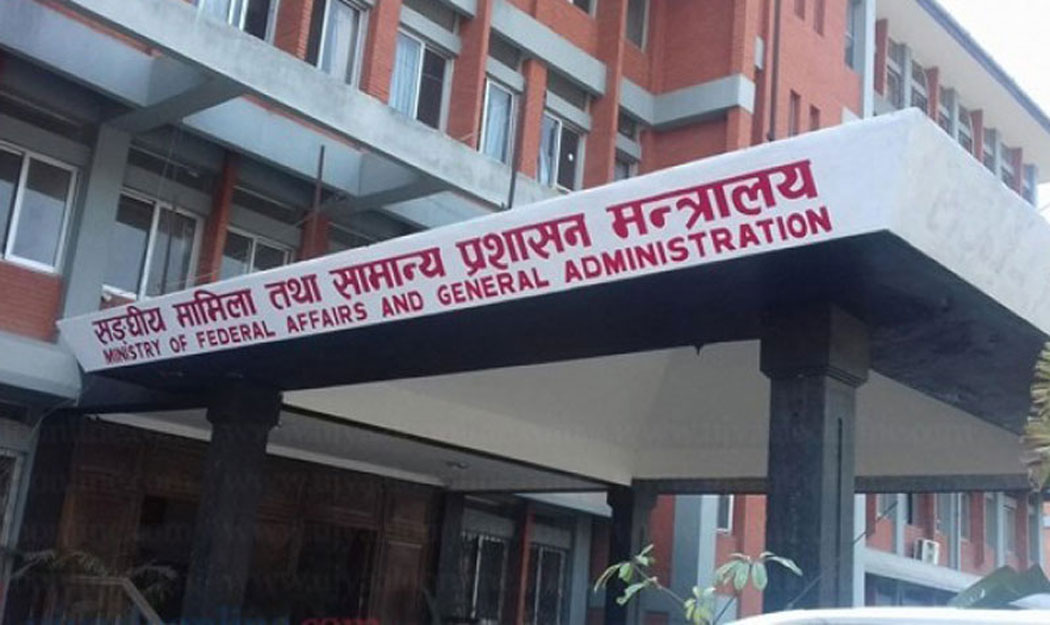 सङ्घीय मामिला तथा सामान्य प्रशासन मन्त्रालय
MINISTRY OF FEDERAL AFFAIRS AND GENERAL ADMINISTRATION